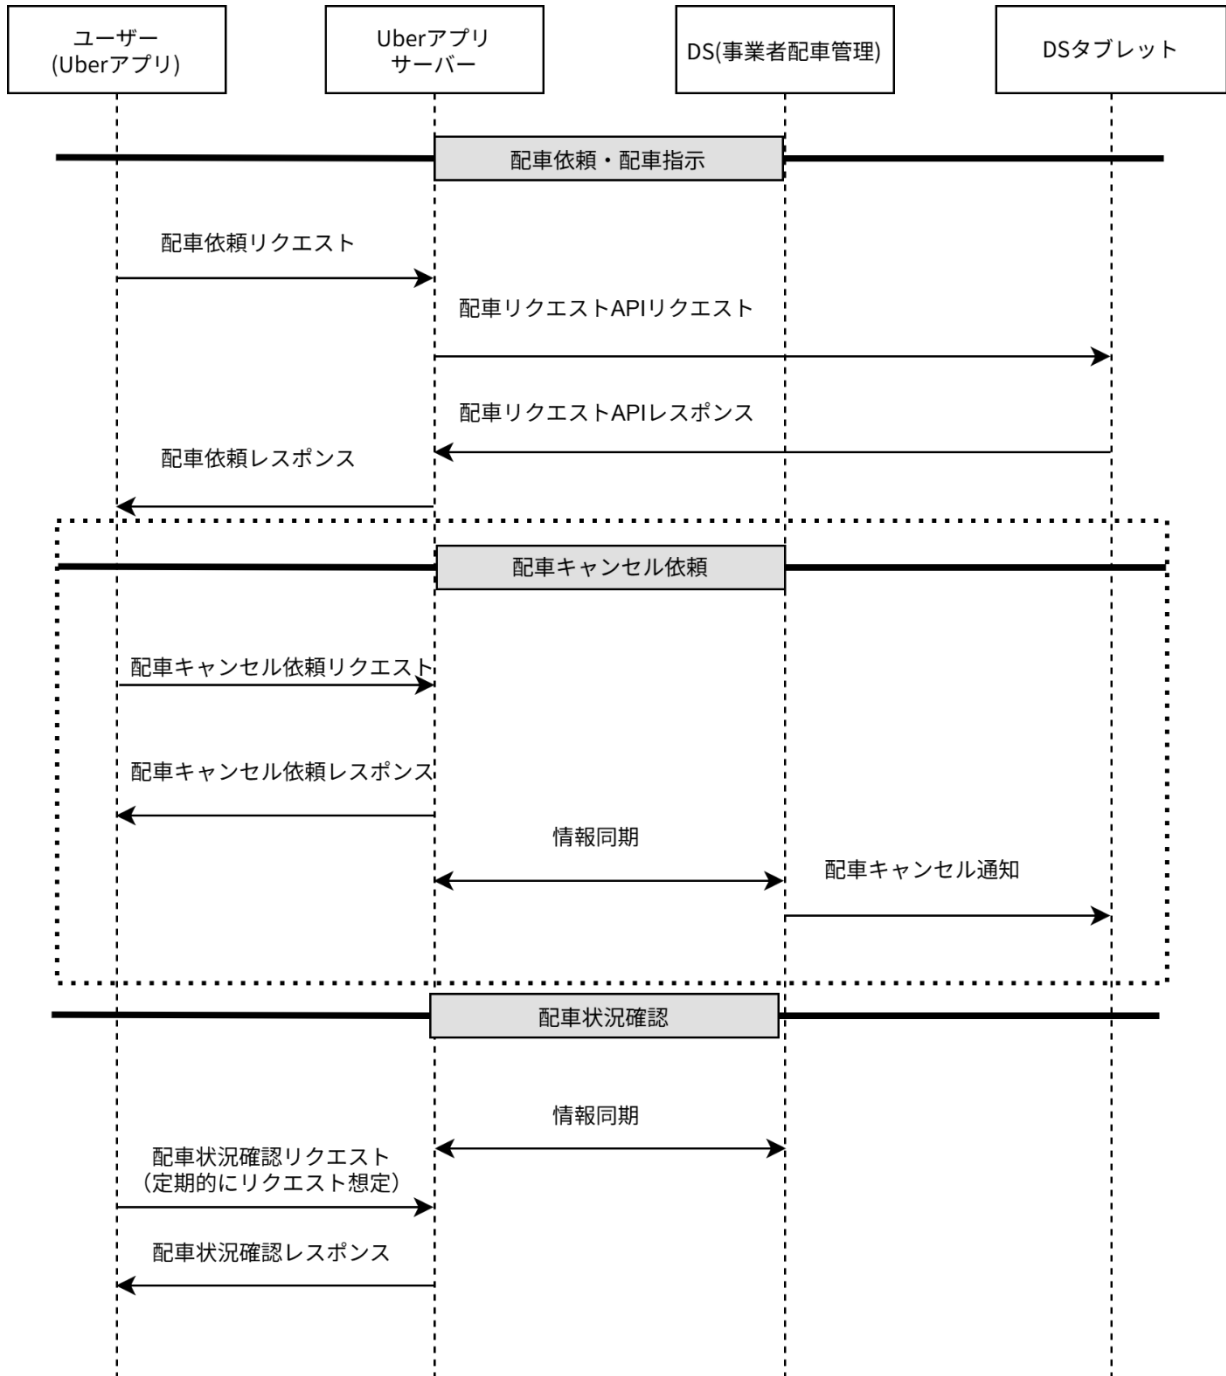 ユーザー
(Uberアプリ)
Uberアプリ
サーバー
DS(事業者配車管理)
DSタブレット
配車依頼・配車指示
配車依頼リクエスト
配車リクエストAPIリクエスト
配車リクエストAPIレスポンス
配車依頼レスポンス
配車キャンセル依頼
配車キャンセル依頼リクエスト
配車キャンセル依頼レスポンス
情報同期
配車キャンセル通知
配車状況確認
情報同期
配車状況確認リクエスト
（定期的にリクエスト想定）
配車状況確認レスポンス